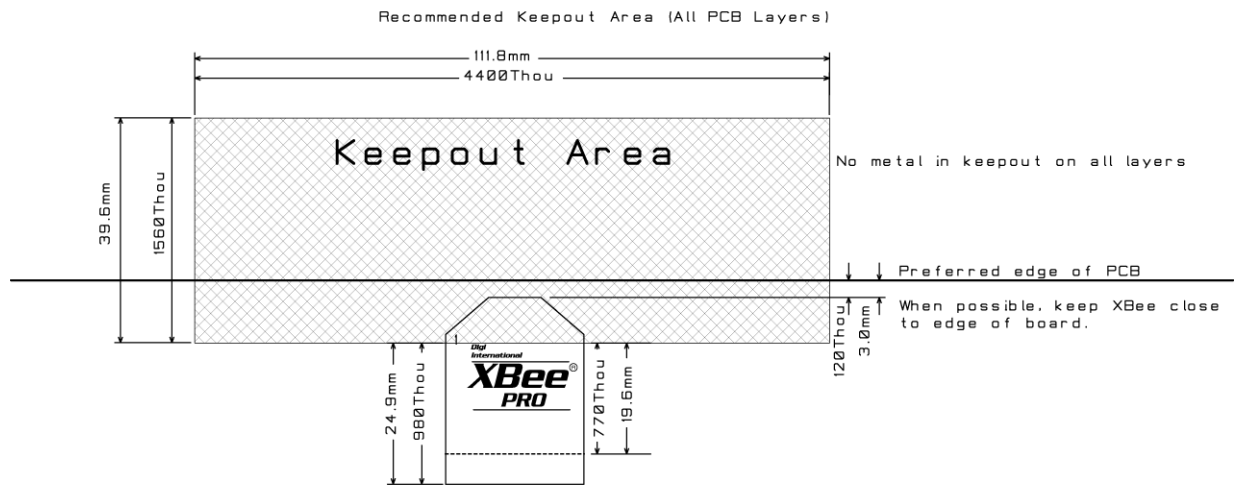 Recommended Keepout Area (All PCB Layers)
111.8mm
4400Thou
Keepout Area
No metal in keepout on all layers
39.6mm
1560Thou
Preferred edge of PCB
When possible, keep XBee close
to edge of board.
120Thou
3.0mm
1
Digi
International
XBee®
PRO
24.9mm
980Thou
770Thou
19.6mm